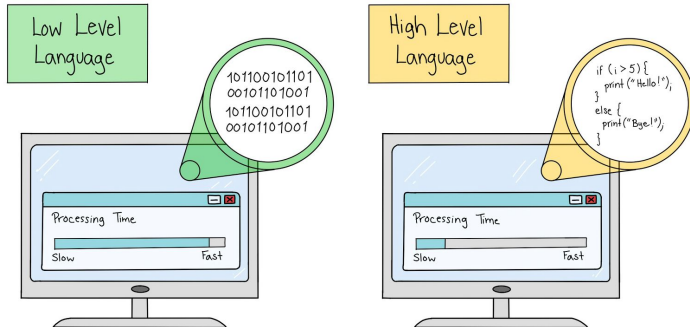 Low Level
Language
101100101101
00101101001
101100101101
00101101001
Processing Time
Slow Fast
High Level
Language
if (i > 5) {
print ("Hello!");
}
else {
print("Bye!");
}
Processing Time
Slow Fast